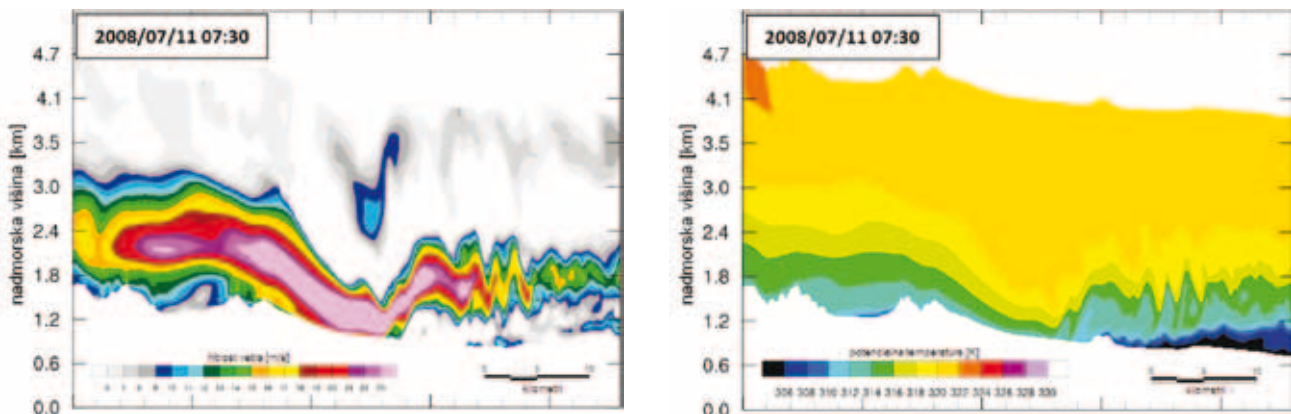 2008/07/11 07:30
nadmorska višina [km]
4.7
4.1
3.5
3.0
2.4
1.8
1.2
0.6
0.0
hitrost vetra [m/s]
kilometri
2008/07/11 07:30
nadmorska višina [km]
4.7
4.1
3.5
3.0
2.4
1.8
1.2
0.6
0.0
potencialna temperatura [K]
306 308 310 312 314 316 318 320 322 324 326 328 330
kilometri